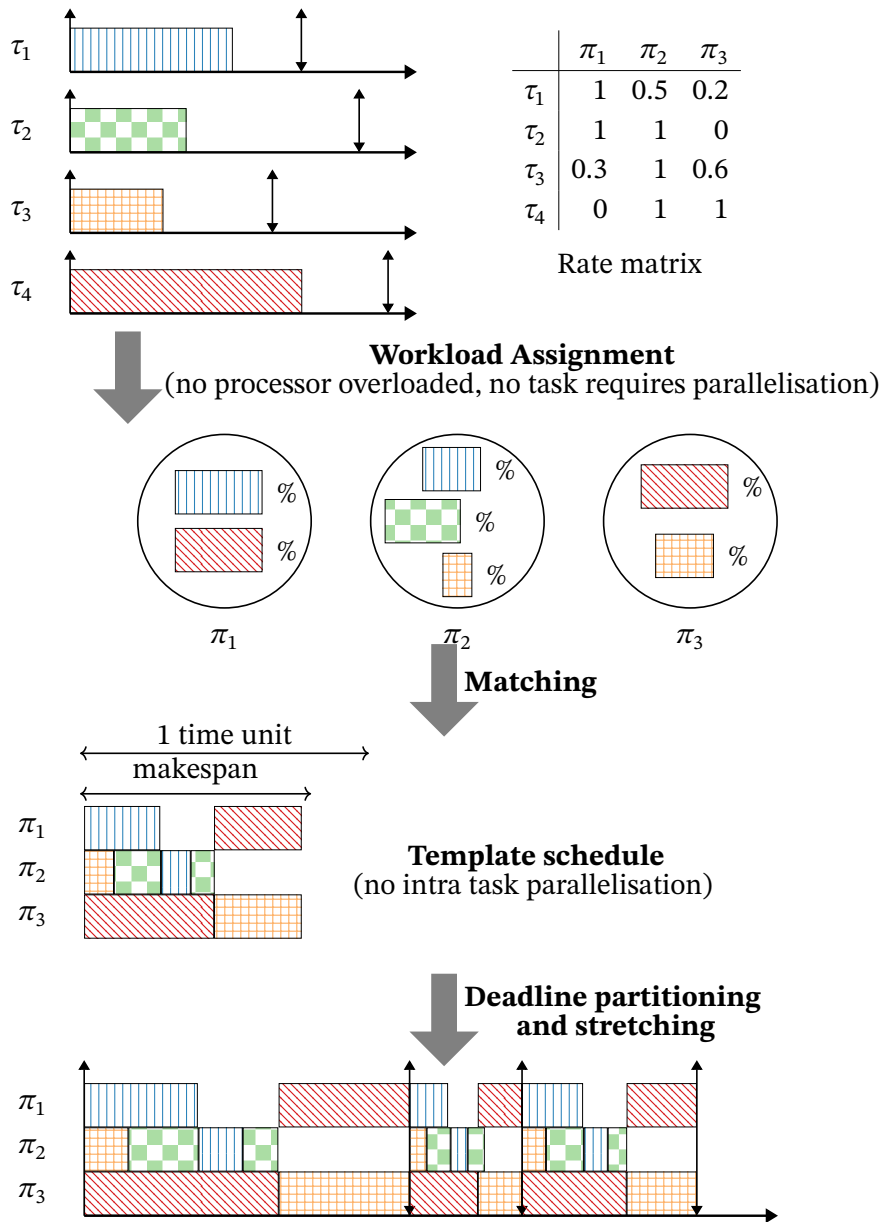 τ1
τ2
τ3
τ4
π1 π2 π3
τ1 1 0.5 0.2
τ2 1 1 0
τ3 0.3 1 0.6
τ4 0 1 1
Rate matrix
Workload Assignment
(no processor overloaded, no task requires parallelisation)
% % %
% % %
%
π1 π2 π3
Matching
1 time unit
makespan
π1
π2
π3
Template schedule
(no intra task parallelisation)
Deadline partitioning
and stretching
π1
π2
π3